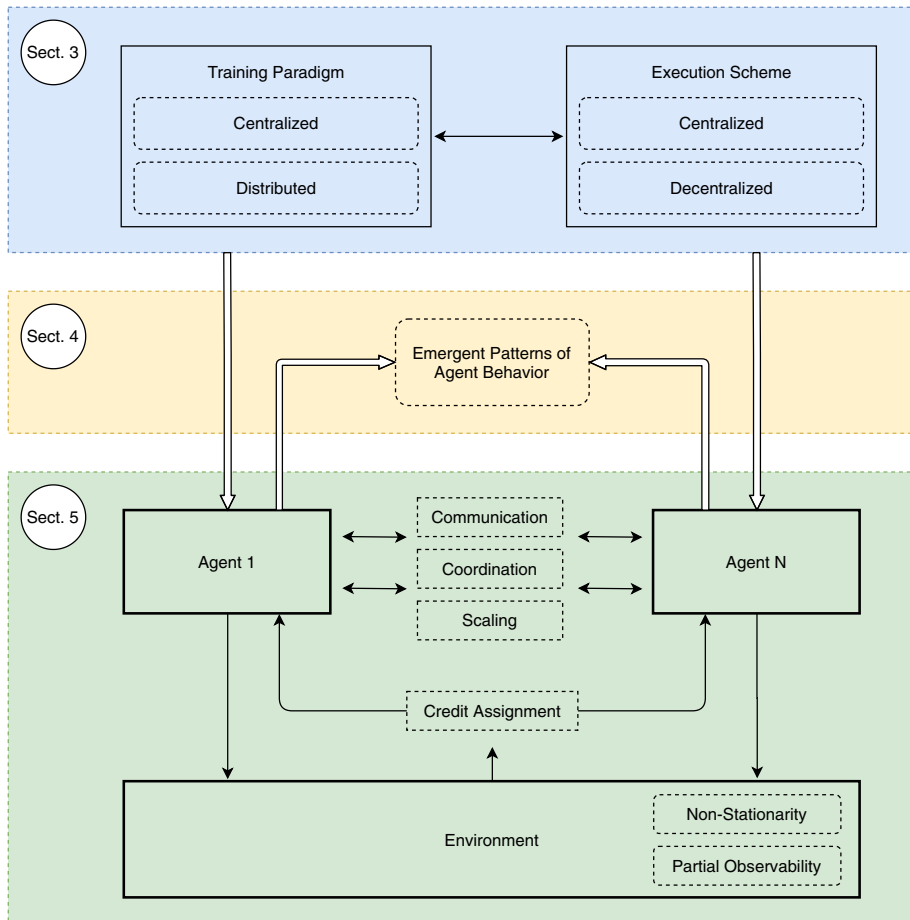 Sect. 3
Training Paradigm
Centralized
Distributed
Execution Scheme
Centralized
Decentralized
Sect. 4
Emergent Patterns of
Agent Behavior
Sect. 5
Agent 1
Communication
Coordination
Scaling
Agent N
Credit Assignment
Environment
Non-Stationarity
Partial Observability